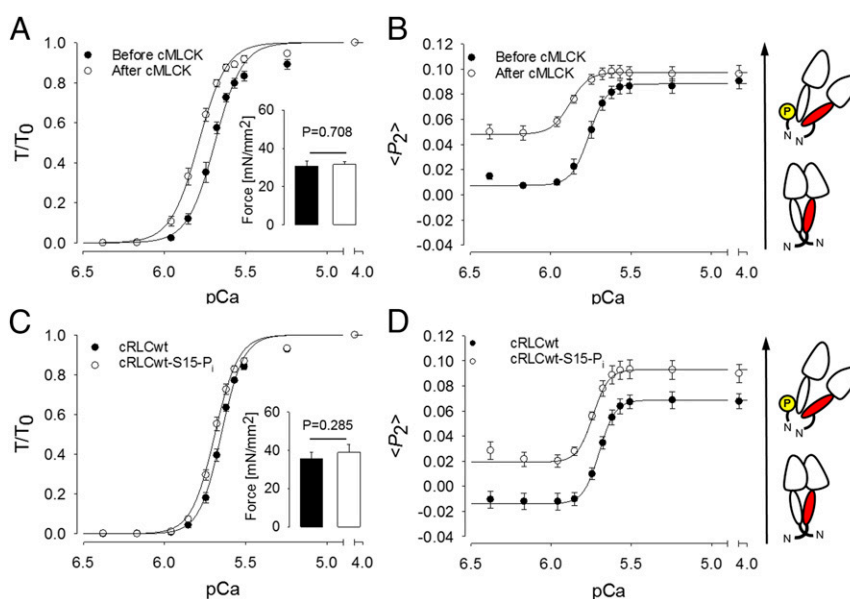 A
Before cMLCK
After cMLCK
T/T0
1.0
0.8
0.6
0.4
0.2
0.0
P=0.708
Force [mN/mm2]
60
40
20
0
6.5 6.0 5.5 5.0 4.0
pCa
B
Before cMLCK
After cMLCK
<P2>
0.12
0.10
0.08
0.06
0.04
0.02
0.00
-0.02
-0.04
6.5 6.0 5.5 5.0 4.0
pCa
P
N
N
N
N
C
cRLCwt
cRLCwt-S15-Pi
T/T0
1.0
0.8
0.6
0.4
0.2
0.0
P=0.285
Force [mN/mm2]
60
40
20
0
6.5 6.0 5.5 5.0 4.0
pCa
D
cRLCwt
cRLCwt-S15-Pi
<P2>
0.12
0.10
0.08
0.06
0.04
0.02
0.00
-0.02
-0.04
6.5 6.0 5.5 5.0 4.0
pCa
P
N
N
N
N